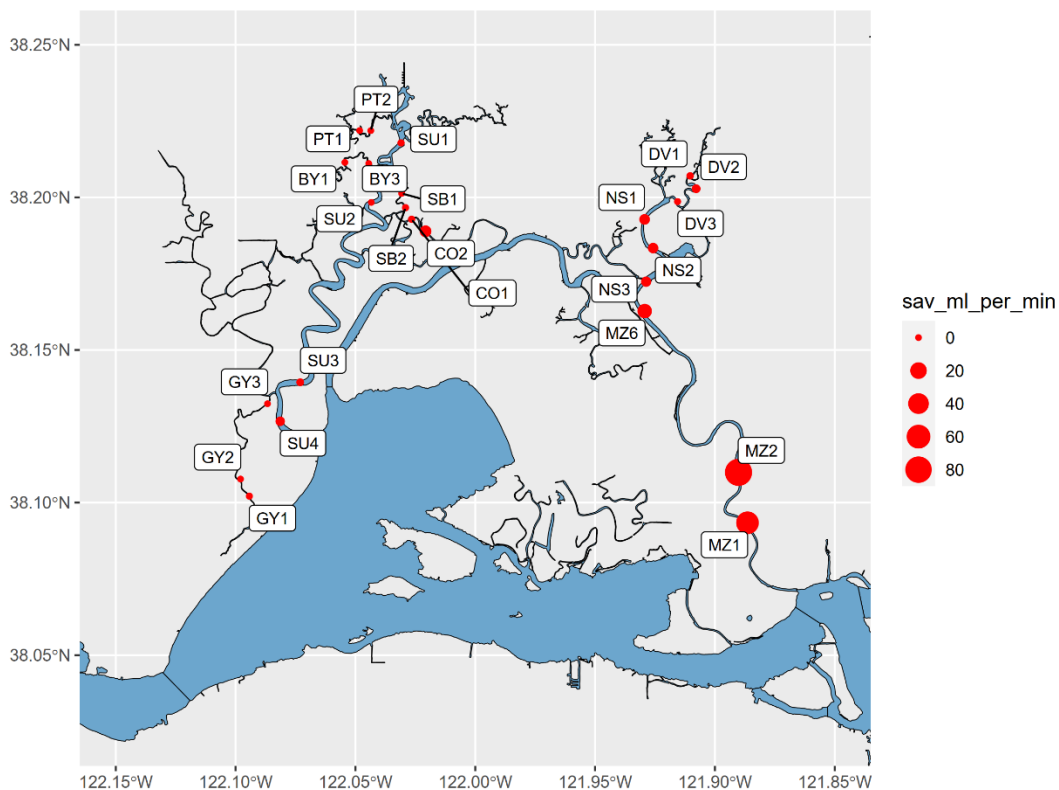 38.25°N
38.20°N
38.15°N
38.10°N
38.05°N
PT2
PT1
SU1
BY1
BY3
SB1
SU2
SB2
CO2
CO1
DV1
DV2
NS1
DV3
NS2
NS3
MZ6
SU3
GY3
SU4
GY2
GY1
MZ2
MZ1
122.15°W
122.10°W
122.05°W
122.00°W
121.95°W
121.90°W
121.85°W
sav_ml_per_min
0
20
40
60
80